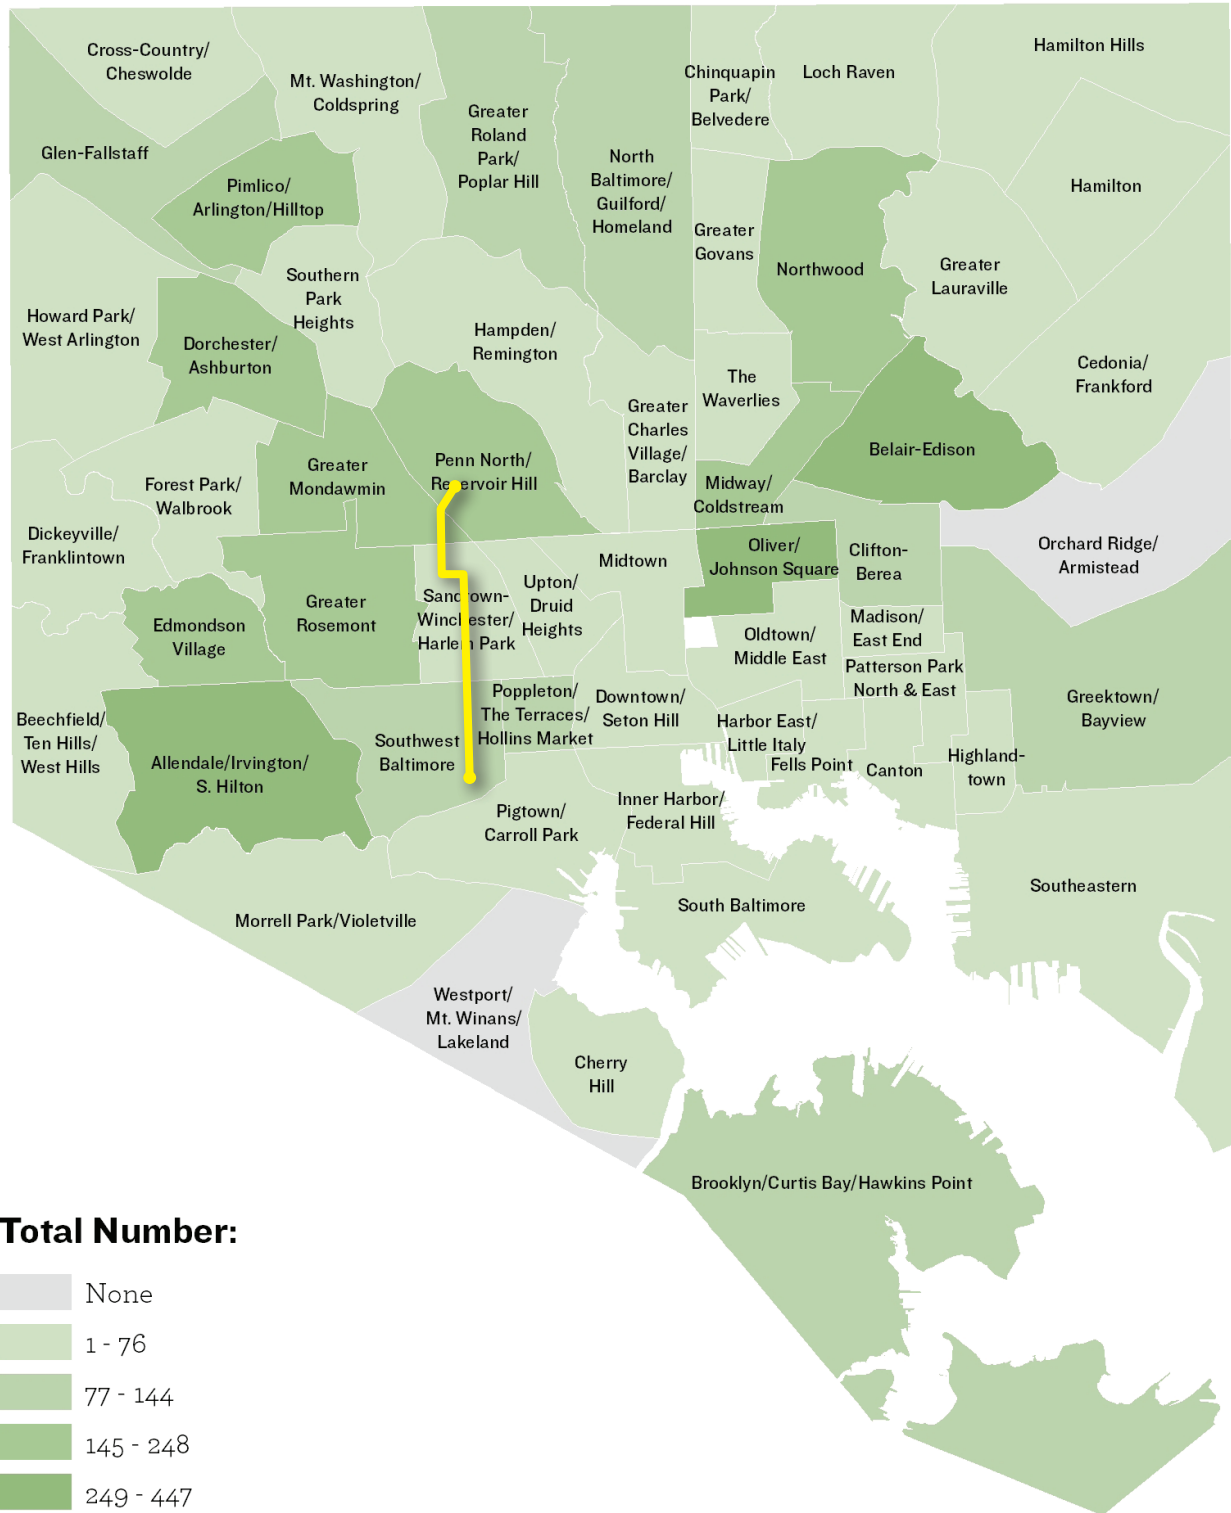 Cross-Country/
Cheswolde
Mt. Washington/
Coldspring
Greater
Roland
Park/
Poplar Hill
North
Baltimore/
Guilford/
Homeland
Chinquapin
Park/
Belvedere
Loch Raven
Hamilton Hills
Glen-Fallstaff
Pimlico/
Arlington/Hilltop
Hamilton
Greater
Govans
Northwood
Greater
Lauraville
Southern
Park
Heights
Howard Park/
West Arlington
Dorchester/
Ashburton
Hampden/
Remington
The
Waverlies
Cedonia/
Frankford
Greater
Charles
Village/
Barclay
Belair-Edison
Greater
Mondawmin
Penn North/
Reservoir Hill
Forest Park/
Walbrook
Midway/
Coldstream
Dickeyville/
Franklintown
Midtown
Oliver/
Johnson Square
Clifton-
Berea
Orchard Ridge/
Armistead
Upton/
Druid
Heights
Sandtown-
Winchester/
Harlem Park
Greater
Rosemont
Edmondson
Village
Oldtown/
Middle East
Madison/
East End
Patterson Park
North & East
Beechfield/
Ten Hills/
West Hills
Allendale/Irvington/
S. Hilton
Southwest
Baltimore
Poppleton/
The Terraces/
Hollins Market
Downtown/
Seton Hill
Harbor East/
Little Italy
Fells Point
Canton
Highland-
town
Greektown/
Bayview
Pigtown/
Carroll Park
Inner Harbor/
Federal Hill
Southeastern
South Baltimore
Morrell Park/Violetville
Westport/
Mt. Winans/
Lakeland
Cherry
Hill
Brooklyn/Curtis Bay/Hawkins Point
Total Number:
None
1 - 76
77 - 144
145 - 248
249 - 447